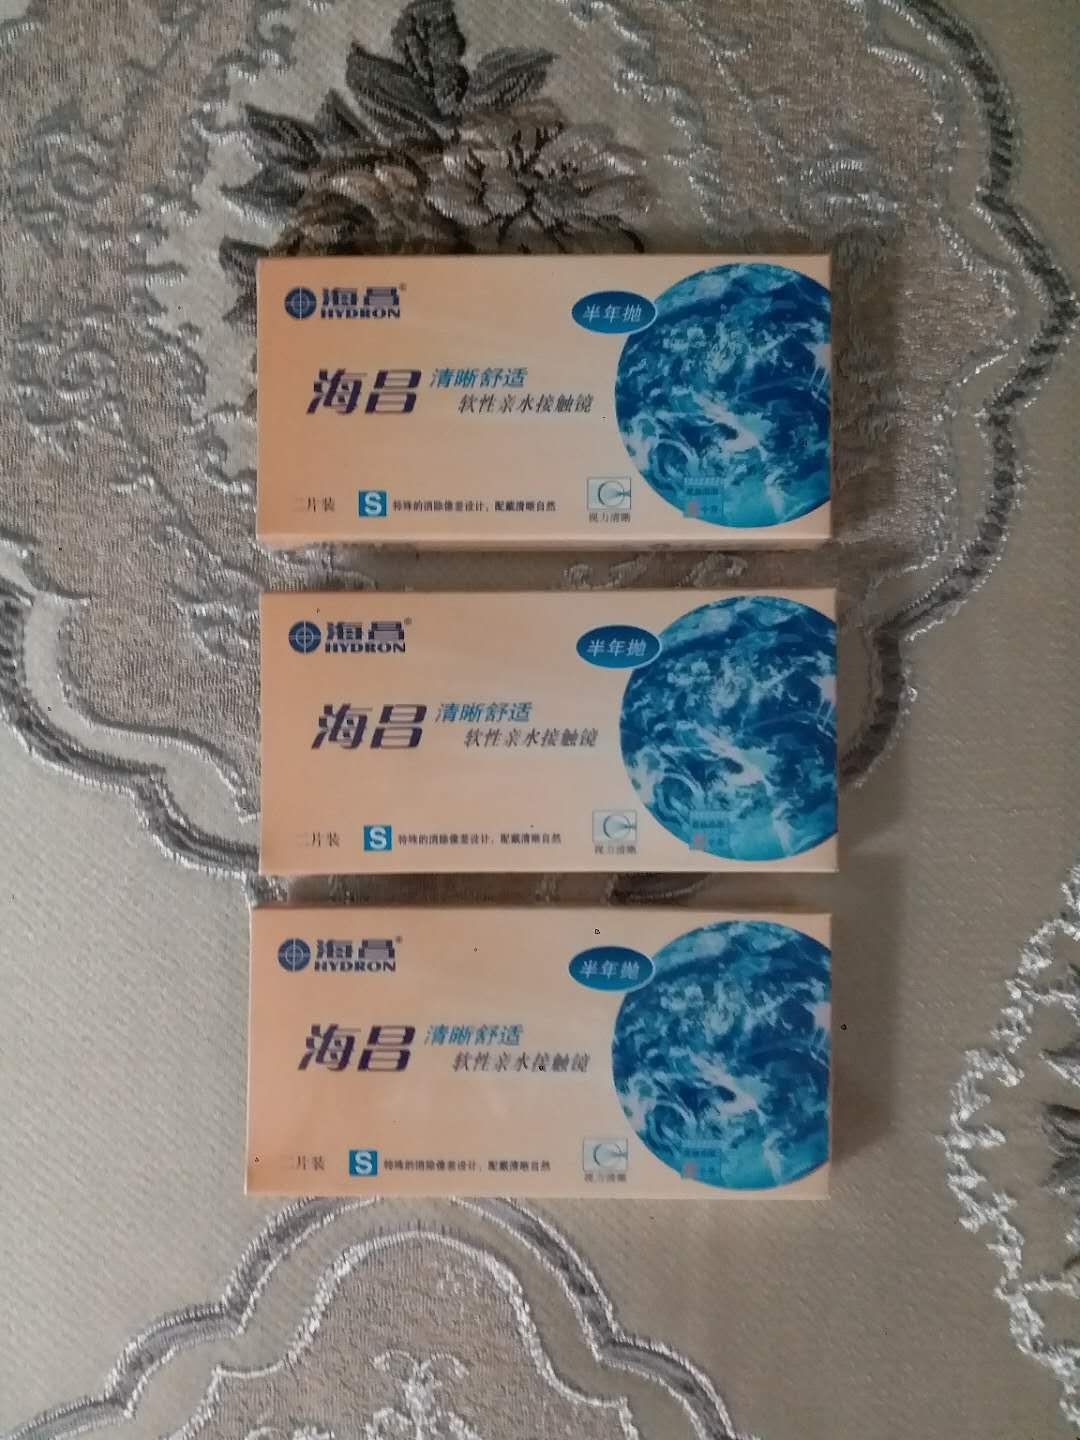 海昌®
HYDRON
半年抛
海昌 清晰舒适
软性亲水接触镜
二片装
S 特殊的消除像差设计,配戴清晰自然
视力清晰
海昌®
HYDRON
半年抛
海昌 清晰舒适
软性亲水接触镜
二片装
S 特殊的消除像差设计,配戴清晰自然
视力清晰
海昌®
HYDRON
半年抛
海昌 清晰舒适
软性亲水接触镜
二片装
S 特殊的消除像差设计,配戴清晰自然
视力清晰